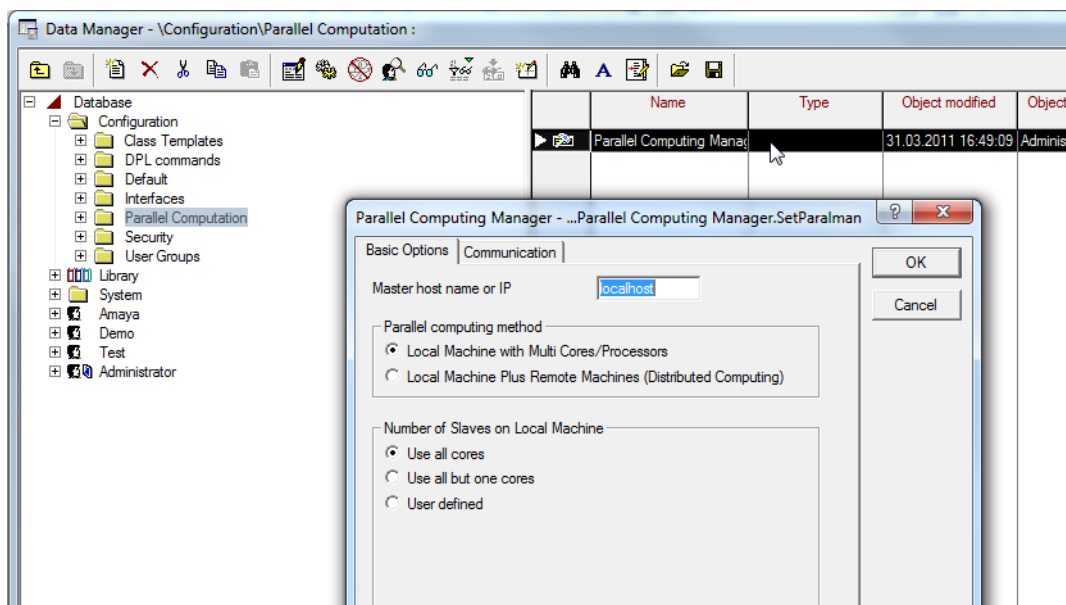 Data Manager - \Configuration\Parallel Computation :
Database
Configuration
Class Templates
DPL commands
Default
Interfaces
Parallel Computation
Security
User Groups
Library
System
Amaya
Demo
Test
Administrator
Name Type Object modified Object
Parallel Computing Manag 31.03.2011 16:49:09 Adminis
Parallel Computing Manager - ...Parallel Computing Manager.SetParalman
Basic Options Communication
Master host name or IP localhost
Parallel computing method
Local Machine with Multi Cores/Processors
Local Machine Plus Remote Machines (Distributed Computing)
Number of Slaves on Local Machine
Use all cores
Use all but one cores
User defined
OK
Cancel